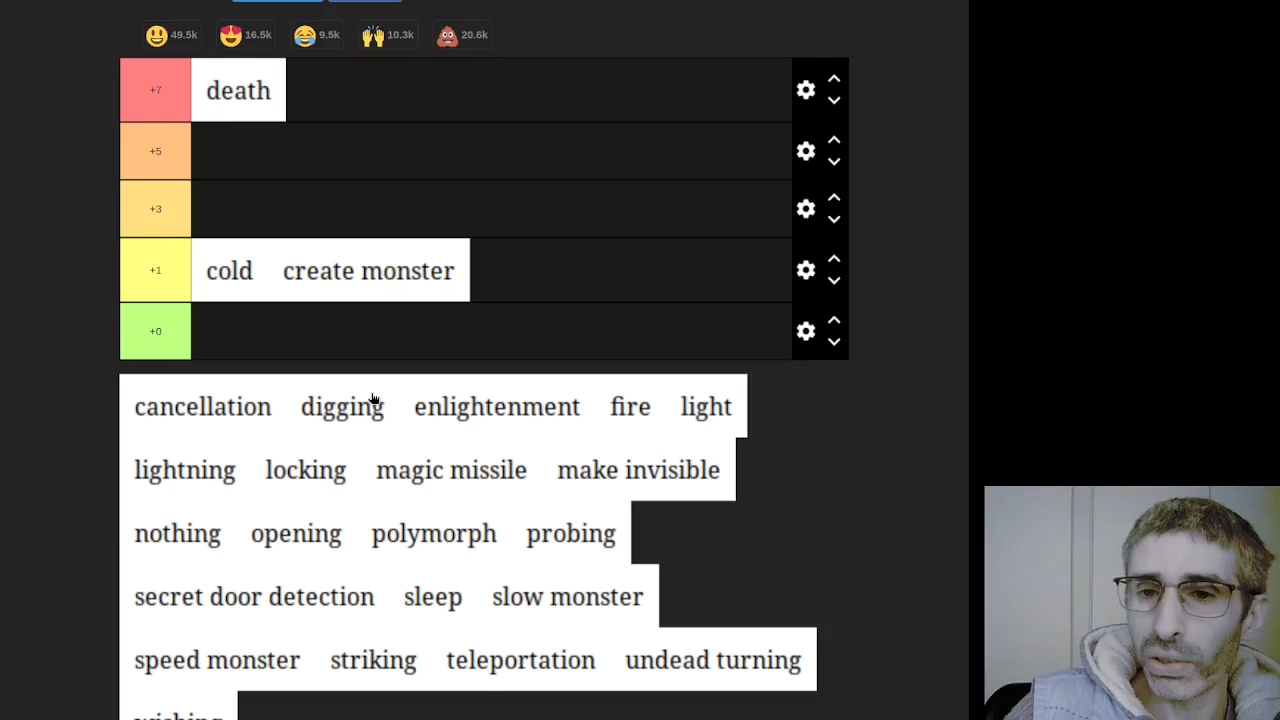 49.5k 16.5k 9.5k 10.3k 20.6k
+7 death
+5
+3
+1 cold create monster
+0
cancellation digging enlightenment fire light
lightning locking magic missile make invisible
nothing opening polymorph probing
secret door detection sleep slow monster
speed monster striking teleportation undead turning